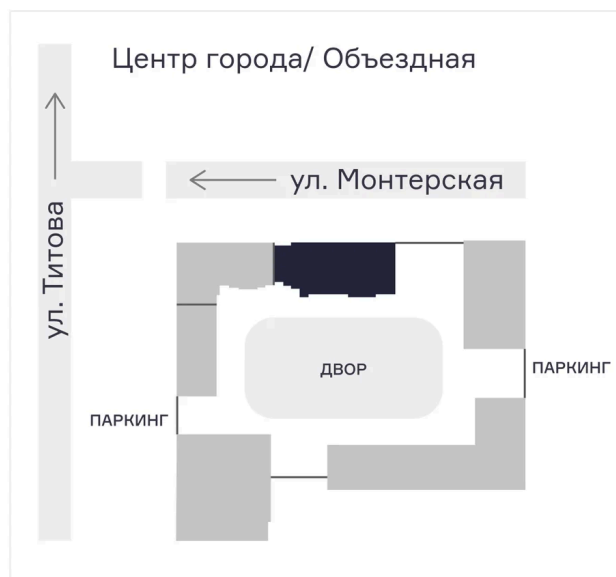 Центр города/ Объездная
ул. Монтерская
ул. Титова
ДВОР
ПАРКИНГ
ПАРКИНГ